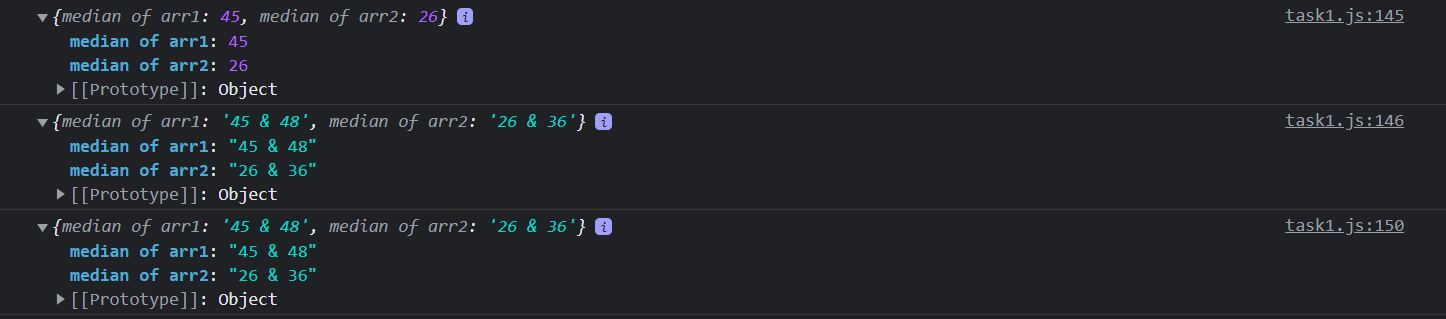 ▼{median of arr1: 45, median of arr2: 26} i task1.js:145
median of arr1: 45
median of arr2: 26
▶[[Prototype]]: Object
▼{median of arr1: '45 & 48', median of arr2: '26 & 36'} i task1.js:146
median of arr1: "45 & 48"
median of arr2: "26 & 36"
▶[[Prototype]]: Object
▼{median of arr1: '45 & 48', median of arr2: '26 & 36'} i task1.js:150
median of arr1: "45 & 48"
median of arr2: "26 & 36"
▶[[Prototype]]: Object